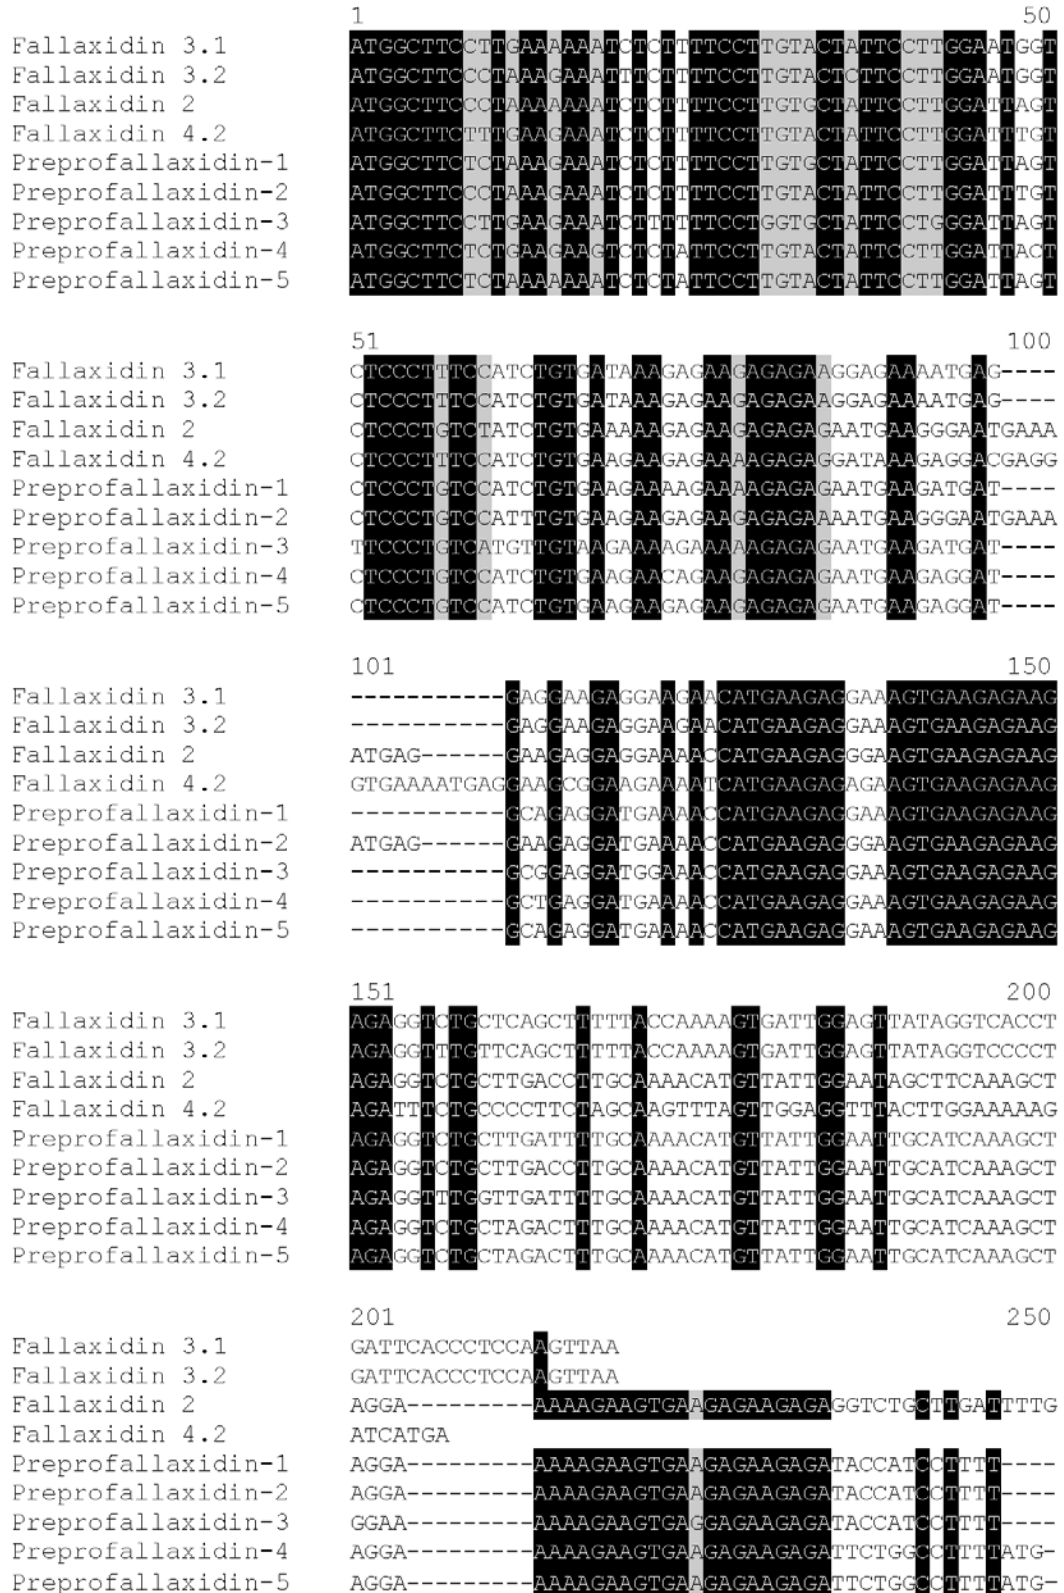 1 50
Fallaxidin 3.1 ATGGCTTCCTTGAAAAAATCTCTTTTCCTTGTACTATTCCTTGGAATGGT
Fallaxidin 3.2 ATGGCTTCCCTAAAGAAATTTCTTTTCCTTGTACTCTTCCTTGGAATGGT
Fallaxidin 2 ATGGCTTCCCTAAAAAAATCTCTTTTCCTTGTGCTATTCCTTGGATTAGT
Fallaxidin 4.2 ATGGCTTCTTTGAAGAAATCTCTTTTCCTTGTACTATTCCTTGGATTTGT
Preprofallaxidin-1 ATGGCTTCTCTAAAGAAATCTCTTTTCCTTGTGCTATTCCTTGGATTAGT
Preprofallaxidin-2 ATGGCTTCCCTAAAGAAATCTCTTTTCCTTGTACTATTCCTTGGATTTGT
Preprofallaxidin-3 ATGGCTTCCTTGAAGAAATCTTTTTTCCTGGTGCTATTCCTGGGATTAGT
Preprofallaxidin-4 ATGGCTTCTCTGAAGAAGTCTCTATTCCTTGTACTATTCCTTGGATTACT
Preprofallaxidin-5 ATGGCTTCTCTAAAAAAATCTCTATTCCTTGTACTATTCCTTGGATTAGT
51 100
Fallaxidin 3.1 CTCCCTTTCCATCTGTGATAAAGAGAAGAGAGAAGGAGAAAATGAG----
Fallaxidin 3.2 CTCCCTTTCCATCTGTGATAAAGAGAAGAGAGAAGGAGAAAATGAG----
Fallaxidin 2 CTCCCTGTCTATCTGTGAAAAAGAGAAGAGAGAGAATGAAGGGAATGAAA
Fallaxidin 4.2 CTCCCTTTCCATCTGTGAAGAAGAGAAAAGAGAGGATAAAGAGGACGAGG
Preprofallaxidin-1 CTCCCTGTCCATCTGTGAAGAAAAGAAAAGAGAGAATGAAGATGAT----
Preprofallaxidin-2 CTCCCTGTCCATTTGTGAAGAAGAGAAGAGAGAAAATGAAGGGAATGAAA
Preprofallaxidin-3 TTCCCTGTCATGTTGTAAGAAAAGAAAAAGAGAGAATGAAGATGAT----
Preprofallaxidin-4 CTCCCTGTCCATCTGTGAAGAACAGAAGAGAGAGAATGAAGAGGAT----
Preprofallaxidin-5 CTCCCTGTCCATCTGTGAAGAAGAGAAGAGAGAGAATGAAGAGGAT----
101 150
Fallaxidin 3.1 -----------GAGGAAGAGGAAGAACATGAAGAGGAAAGTGAAGAGAAG
Fallaxidin 3.2 -----------GAGGAAGAGGAAGAACATGAAGAGGAAAGTGAAGAGAAG
Fallaxidin 2 ATGAG------GAAGAGGAGGAAAACCATGAAGAGGGAAGTGAAGAGAAG
Fallaxidin 4.2 GTGAAAATGAGGAAGCGGAAGAAAATCATGAAGAGAGAAGTGAAGAGAAG
Preprofallaxidin-1 -----------GCAGAGGATGAAAACCATGAAGAGGAAAGTGAAGAGAAG
Preprofallaxidin-2 ATGAG------GAAGAGGATGAAAACCATGAAGAGGGAAGTGAAGAGAAG
Preprofallaxidin-3 -----------GCGGAGGATGGAAACCATGAAGAGGAAAGTGAAGAGAAG
Preprofallaxidin-4 -----------GCTGAGGATGAAAACCATGAAGAGGAAAGTGAAGAGAAG
Preprofallaxidin-5 -----------GCAGAGGATGAAAACCATGAAGAGGAAAGTGAAGAGAAG
151 200
Fallaxidin 3.1 AGAGGTCTGCTCAGCTTTTTACCAAAAGTGATTGGAGTTATAGGTCACCT
Fallaxidin 3.2 AGAGGTTTGTTCAGCTTTTTACCAAAAGTGATTGGAGTTATAGGTCCCCT
Fallaxidin 2 AGAGGTCTGCTTGACCTTGCAAAACATGTTATTGGAATAGCTTCAAAGCT
Fallaxidin 4.2 AGATTTCTGCCCCTTCTAGCAAGTTTAGTTGGAGGTTTACTTGGAAAAAG
Preprofallaxidin-1 AGAGGTCTGCTTGATTTTGCAAAACATGTTATTGGAATTGCATCAAAGCT
Preprofallaxidin-2 AGAGGTCTGCTTGACCTTGCAAAACATGTTATTGGAATTGCATCAAAGCT
Preprofallaxidin-3 AGAGGTTTGGTTGATTTTGCAAAACATGTTATTGGAATTGCATCAAAGCT
Preprofallaxidin-4 AGAGGTCTGCTAGACTTTGCAAAACATGTTATTGGAATTGCATCAAAGCT
Preprofallaxidin-5 AGAGGTCTGCTAGACTTTGCAAAACATGTTATTGGAATTGCATCAAAGCT
201 250
Fallaxidin 3.1 GATTCACCCTCCAAGTTAA
Fallaxidin 3.2 GATTCACCCTCCAAGTTAA
Fallaxidin 2 AGGA---------AAAAGAAGTGAAGAGAAGAGAGGTCTGCTTGATTTTG
Fallaxidin 4.2 ATCATGA
Preprofallaxidin-1 AGGA---------AAAAGAAGTGAAGAGAAGAGATACCATCCTTTT----
Preprofallaxidin-2 AGGA---------AAAAGAAGTGAAGAGAAGAGATACCATCCTTTT----
Preprofallaxidin-3 GGAA---------AAAAGAAGTGAGGAGAAGAGATACCATCCTTTT----
Preprofallaxidin-4 AGGA---------AAAAGAAGTGAAGAGAAGAGATTCTGGCCTTTTATG-
Preprofallaxidin-5 AGGA---------AAAAGAAGTGAAGAGAAGAGATTCTGGCCTTTTATG-